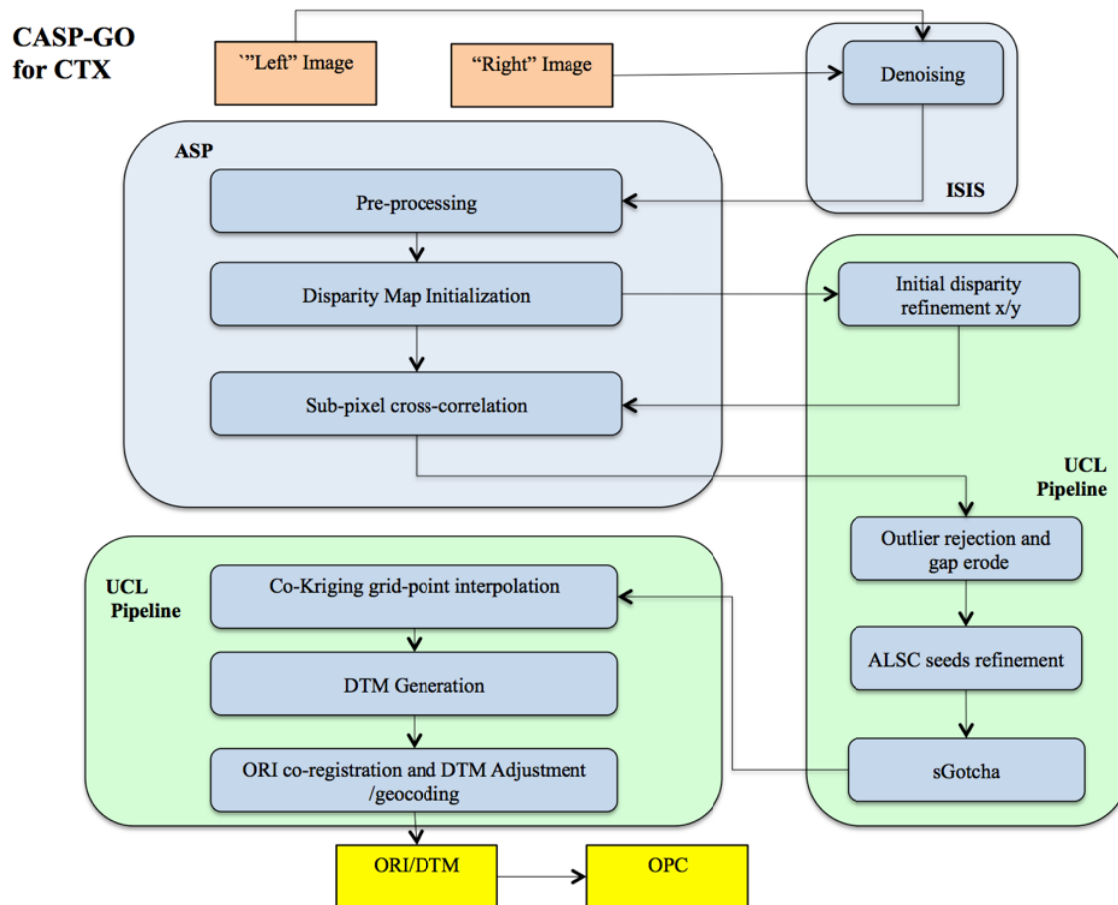 CASP-GO
for CTX
`”Left” Image
“Right” Image
Denoising
ISIS
ASP
Pre-processing
Disparity Map Initialization
Initial disparity
refinement x/y
Sub-pixel cross-correlation
UCL
Pipeline
Outlier rejection and
gap erode
ALSC seeds refinement
sGotcha
UCL
Pipeline
Co-Kriging grid-point interpolation
DTM Generation
ORI co-registration and DTM Adjustment
/geocoding
ORI/DTM
OPC